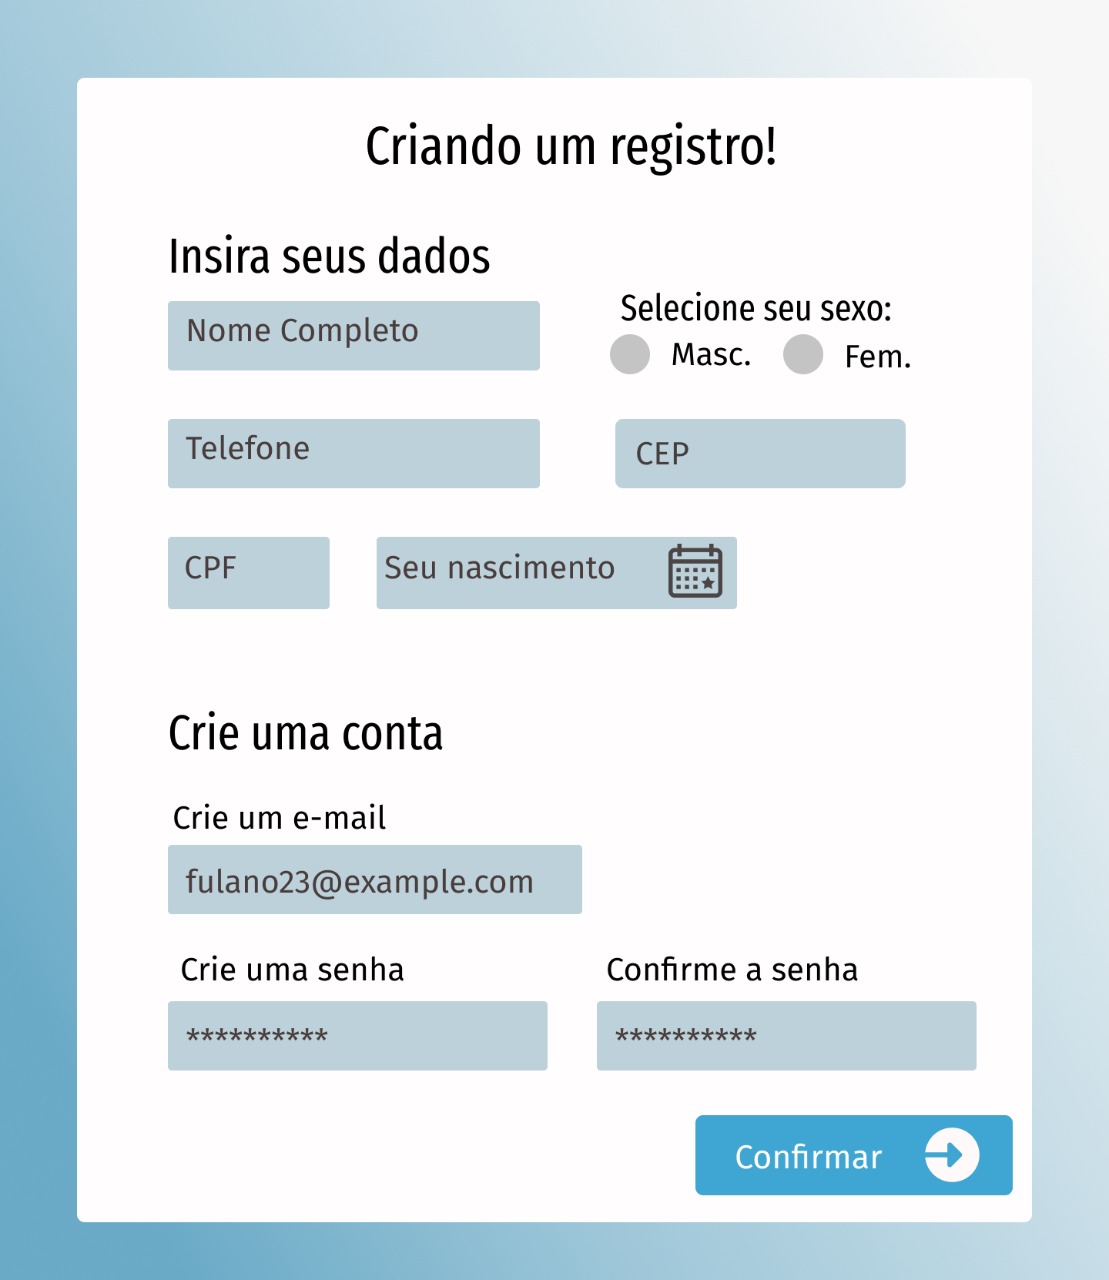 Criando um registro!
Insira seus dados
Nome Completo
Selecione seu sexo:
Masc. Fem.
Telefone
CEP
CPF
Seu nascimento
Crie uma conta
Crie um e-mail
fulano23@example.com
Crie uma senha
Confirme a senha
**********
**********
Confirmar